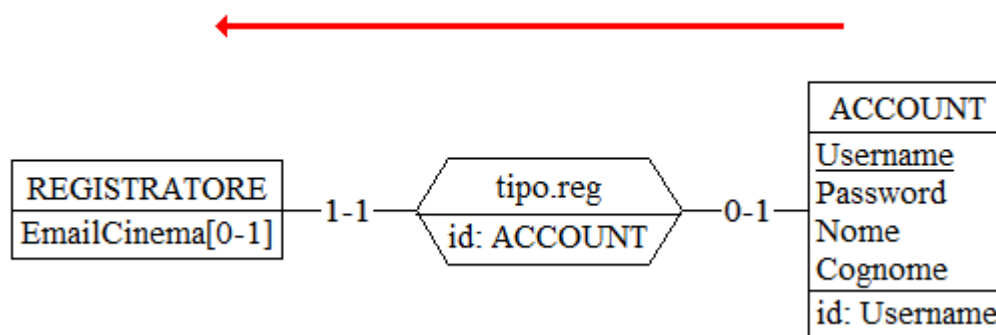 REGISTRATORE
EmailCinema[0-1]
1-1
tipo.reg
id: ACCOUNT
0-1
ACCOUNT
Username
Password
Nome
Cognome
id: Username